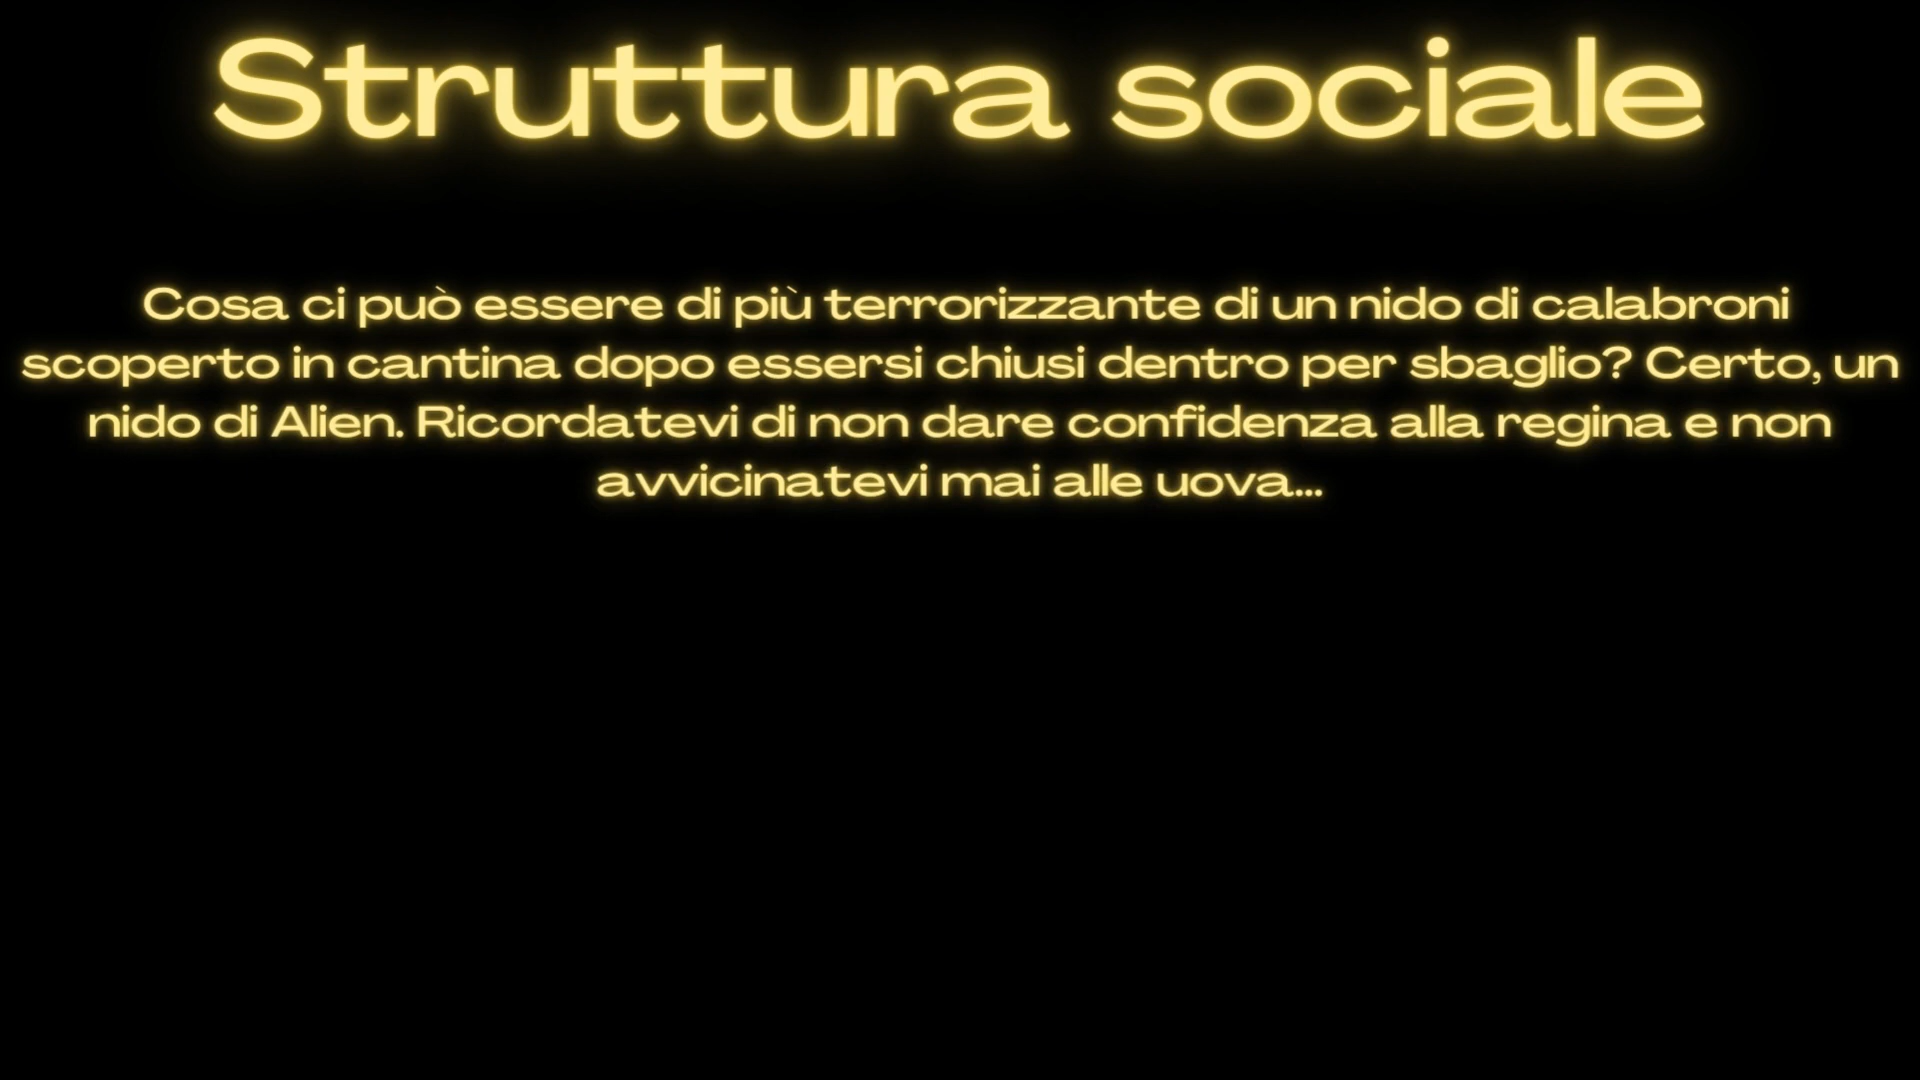 Struttura sociale
Cosa ci può essere di più terrorizzante di un nido di calabroni
scoperto in cantina dopo essersi chiusi dentro per sbaglio? Certo, un
nido di Alien. Ricordatevi di non dare confidenza alla regina e non
avvicinatevi mai alle uova...